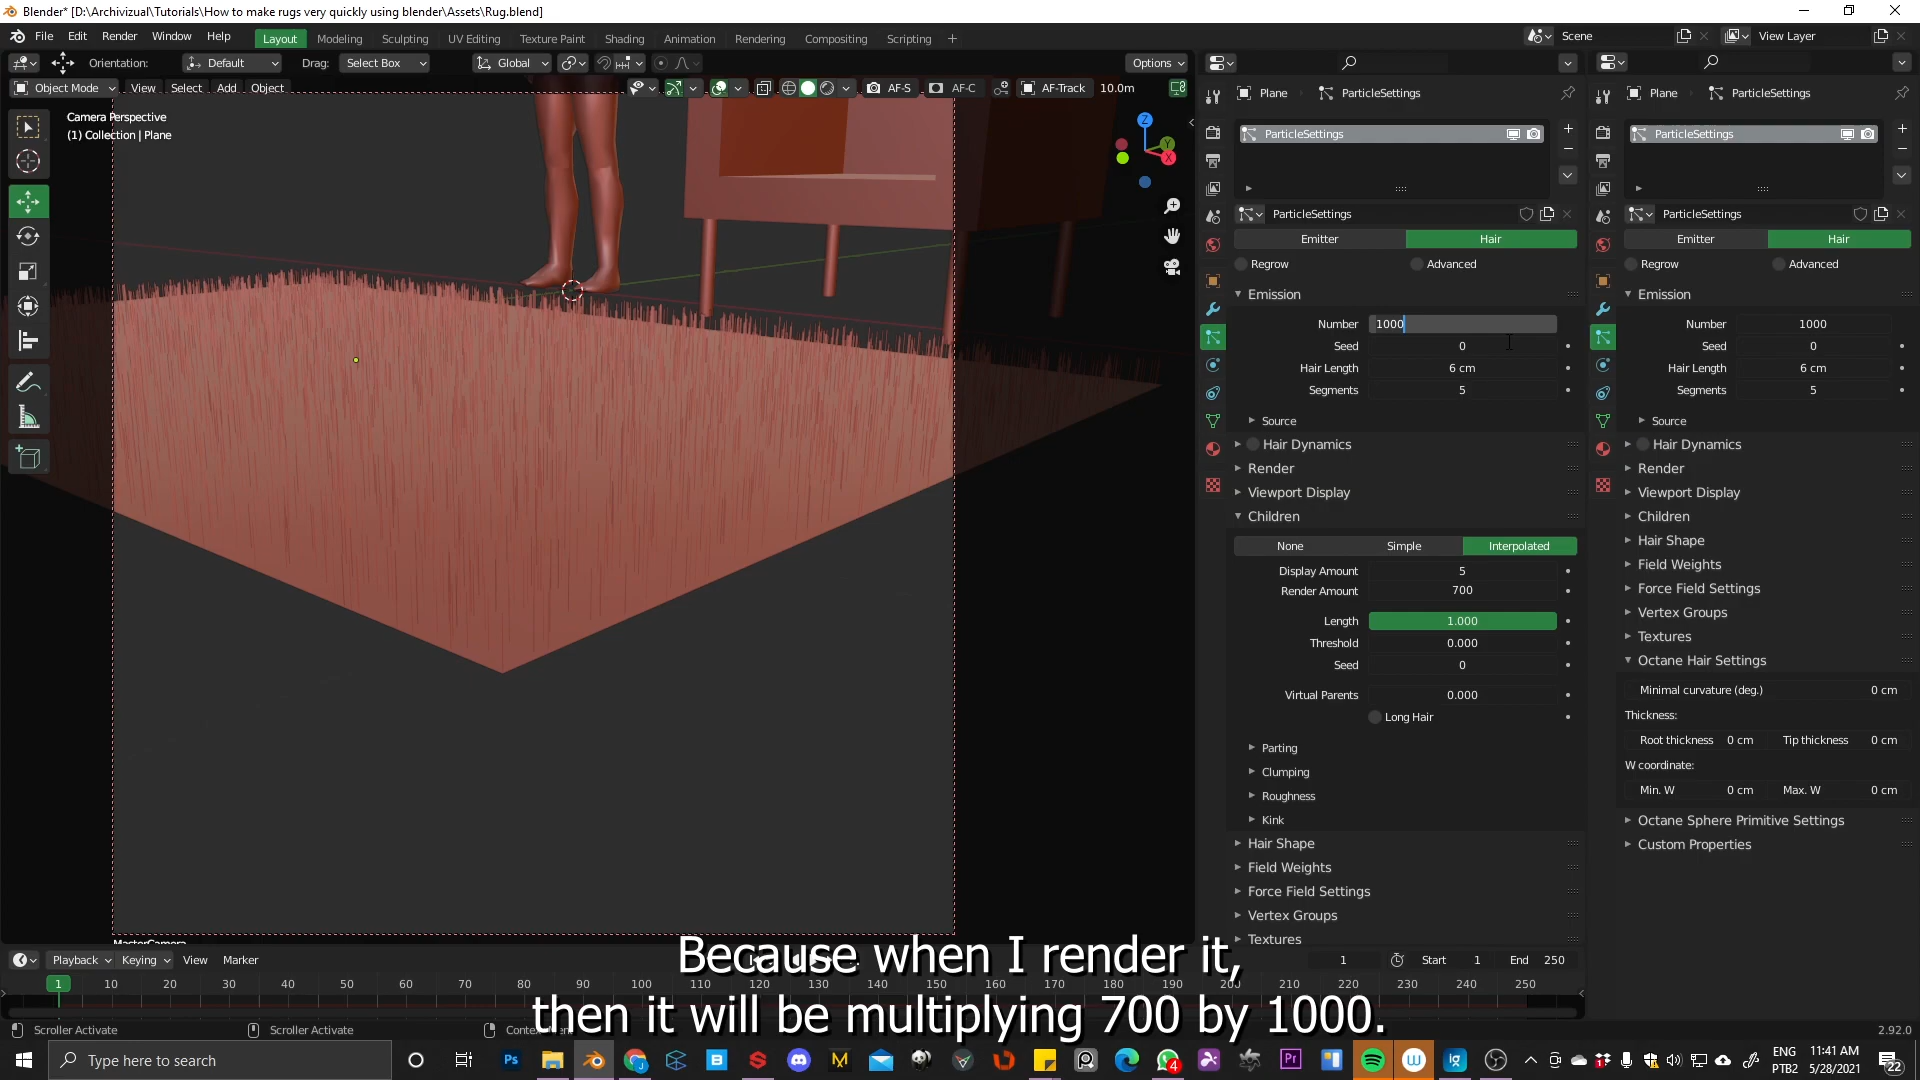 Blender* [D:\Archivizual\Tutorials\How to make rugs very quickly using blender\Assets\Rug.blend]
File Edit Render Window Help Layout Modeling Sculpting UV Editing Texture Paint Shading Animation Rendering Compositing Scripting + Scene View Layer
Orientation: Default Drag: Select Box Global Options
Object Mode View Select Add Object AF-S AF-C AF-Track 10.0m
Camera Perspective
(1) Collection | Plane
Z
Y
X
MasterCamera
Plane ParticleSettings
ParticleSettings
ParticleSettings
Emitter Hair
Regrow Advanced
Emission
Number 1000
Seed 0
Hair Length 6 cm
Segments 5
Source
Hair Dynamics
Render
Viewport Display
Children
None Simple Interpolated
Display Amount 5
Render Amount 700
Length 1.000
Threshold 0.000
Seed 0
Virtual Parents 0.000
Long Hair
Parting
Clumping
Roughness
Kink
Hair Shape
Field Weights
Force Field Settings
Vertex Groups
Textures
Plane ParticleSettings
ParticleSettings
ParticleSettings
Emitter Hair
Regrow Advanced
Emission
Number 1000
Seed 0
Hair Length 6 cm
Segments 5
Source
Hair Dynamics
Render
Viewport Display
Children
Hair Shape
Field Weights
Force Field Settings
Vertex Groups
Textures
Octane Hair Settings
Minimal curvature (deg.) 0 cm
Thickness:
Root thickness 0 cm Tip thickness 0 cm
W coordinate:
Min. W 0 cm Max. W 0 cm
Octane Sphere Primitive Settings
Custom Properties
Because when I render it,
then it will be multiplying 700 by 1000.
Playback Keying View Marker 1 Start 1 End 250
1 10 20 30 40 50 60 70 80 90 100 110 120 130 140 150 160 170 180 190 200 210 220 230 240 250
Scroller Activate Scroller Activate 2.92.0
Type here to search
Ps
Pr
4
ENG
PTB2
11:41 AM
5/28/2021
22